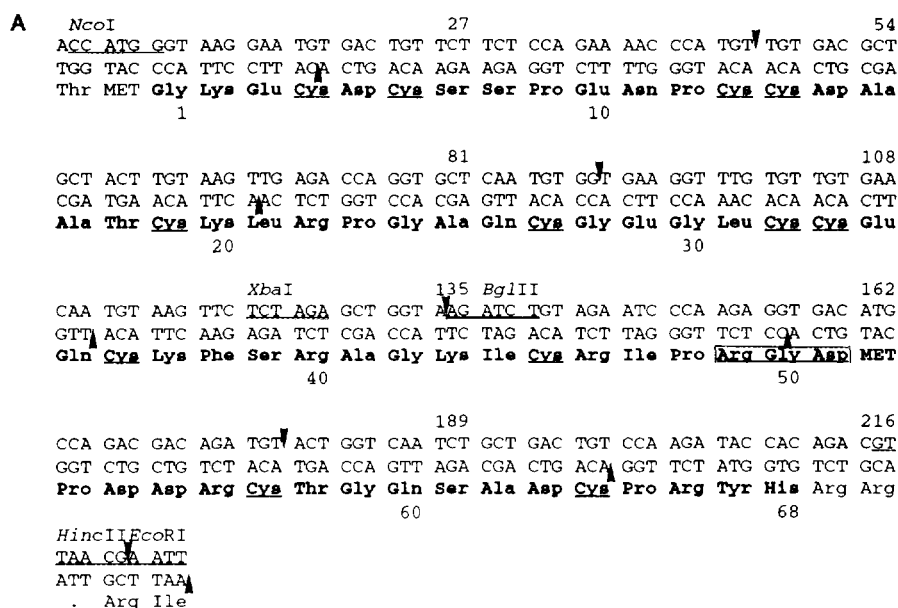 A
NcoI 27 54
ACC ATG GGT AAG GAA TGT GAC TGT TCT TCT CCA GAA AAC CCA TGT TGT GAC GCT
TGG TAC CCA TTC CTT ACA CTG ACA AGA AGA GGT CTT TTG GGT ACA ACA CTG CGA
Thr MET Gly Lys Glu Cys Asp Cys Ser Ser Pro Glu Asn Pro Cys Cys Asp Ala
1 10
81 108
GCT ACT TGT AAG TTG AGA CCA GGT GCT CAA TGT GGT GAA GGT TTG TGT TGT GAA
CGA TGA ACA TTC AAC TCT GGT CCA CGA GTT ACA CCA CTT CCA AAC ACA ACA CTT
Ala Thr Cys Lys Leu Arg Pro Gly Ala Gln Cys Gly Glu Gly Leu Cys Cys Glu
20 30
XbaI 135 BglII 162
CAA TGT AAG TTC TCT AGA GCT GGT AAG ATC TGT AGA ATC CCA AGA GGT GAC ATG
GTT ACA TTC AAG AGA TCT CGA CCA TTC TAG ACA TCT TAG GGT TCT CCA CTG TAC
Gln Cys Lys Phe Ser Arg Ala Gly Lys Ile Cys Arg Ile Pro Arg Gly Asp MET
40 50
189 216
CCA GAC GAC AGA TGT ACT GGT CAA TCT GCT GAC TGT CCA AGA TAC CAC AGA CGT
GGT CTG CTG TCT ACA TGA CCA GTT AGA CGA CTG ACA GGT TCT ATG GTG TCT GCA
Pro Asp Asp Arg Cys Thr Gly Gln Ser Ala Asp Cys Pro Arg Tyr His Arg Arg
60 68
HincIIEcoRI
TAA CGA ATT
ATT GCT TAA
. Arg Ile